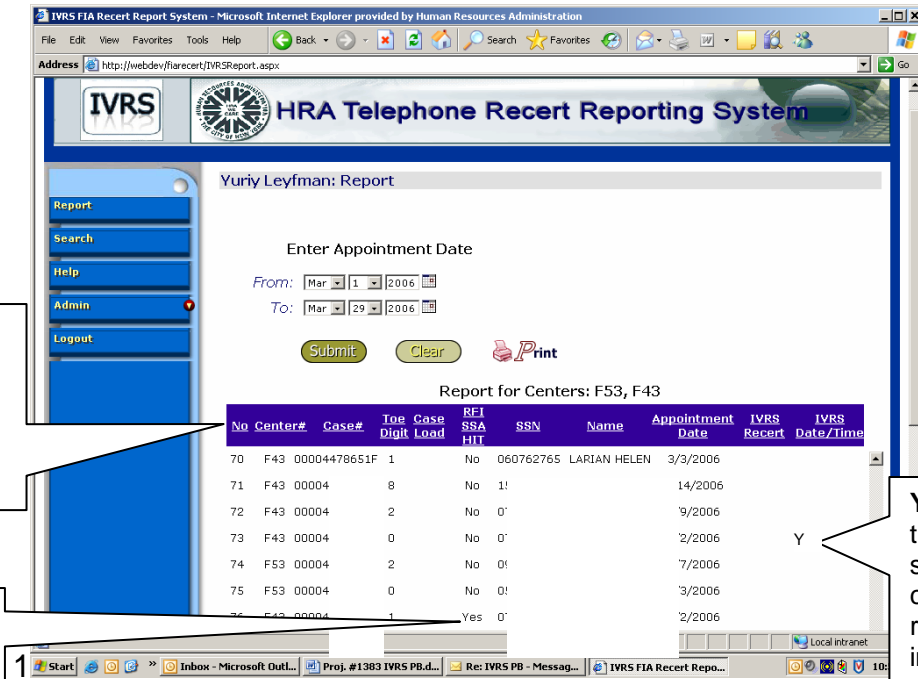 IVRS FIA Recert Report System - Microsoft Internet Explorer provided by Human Resources Administration
File Edit View Favorites Tools Help Back Search Favorites
Address http://webdev/fiarecert/IVRSReport.aspx Go
IVRS HRA Telephone Recert Reporting System
Yuriy Leyfman: Report
Report
Search
Help
Admin
Logout
Enter Appointment Date
From: Mar 1 2006
To: Mar 29 2006
Submit Clear Print
Report for Centers: F53, F43
No Center# Case# Toe Digit Case Load RFI SSA HIT SSN Name Appointment Date IVRS Recert IVRS Date/Time
70 F43 00004478651F 1 No 060762765 LARIAN HELEN 3/3/2006
71 F43 00004 8 No 14/2006
72 F43 00004 2 No 9/2006
73 F43 00004 0 No 2/2006 Y
74 F53 00004 2 No 7/2006
75 F53 00004 0 No 3/2006
76 F43 00004 1 Yes 2/2006
Local intranet
1
Start Inbox - Microsoft Outl... Proj. #1383 IVRS PB.d... Re: IVRS PB - Messag... IVRS FIA Recert Repo... 10: